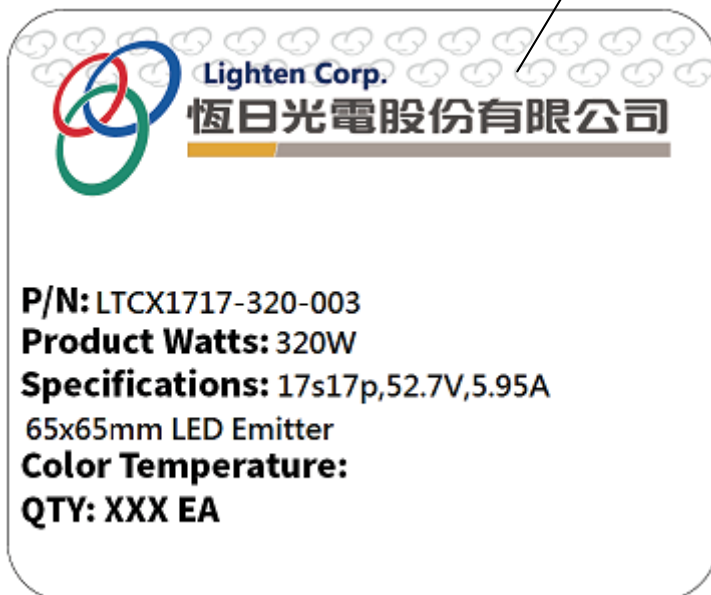 Lighten Corp.
恆日光電股份有限公司
P/N: LTCX1717-320-003
Product Watts: 320W
Specifications: 17s17p,52.7V,5.95A
65x65mm LED Emitter
Color Temperature:
QTY: XXX EA